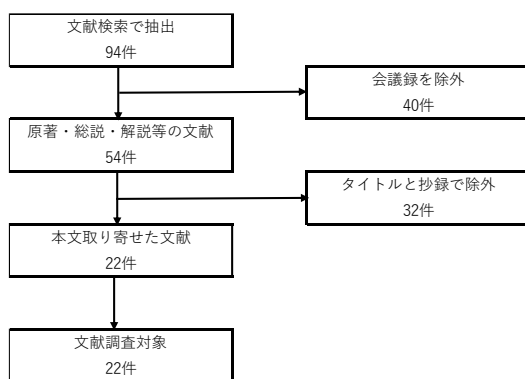 文献検索で抽出
94件
会議録を除外
40件
原著・総説・解説等の文献
54件
タイトルと抄録で除外
32件
本文取り寄せた文献
22件
文献調査対象
22件